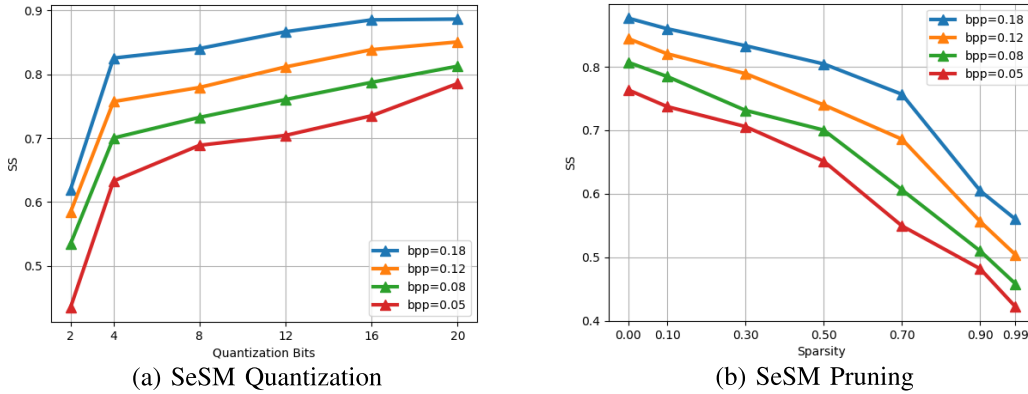 0.9
0.8
0.7
0.6
0.5
SS
2 4 8 12 16 20
Quantization Bits
bpp=0.18
bpp=0.12
bpp=0.08
bpp=0.05
(a) SeSM Quantization
0.8
0.7
0.6
0.5
0.4
SS
0.00 0.10 0.30 0.50 0.70 0.90 0.99
Sparsity
bpp=0.18
bpp=0.12
bpp=0.08
bpp=0.05
(b) SeSM Pruning